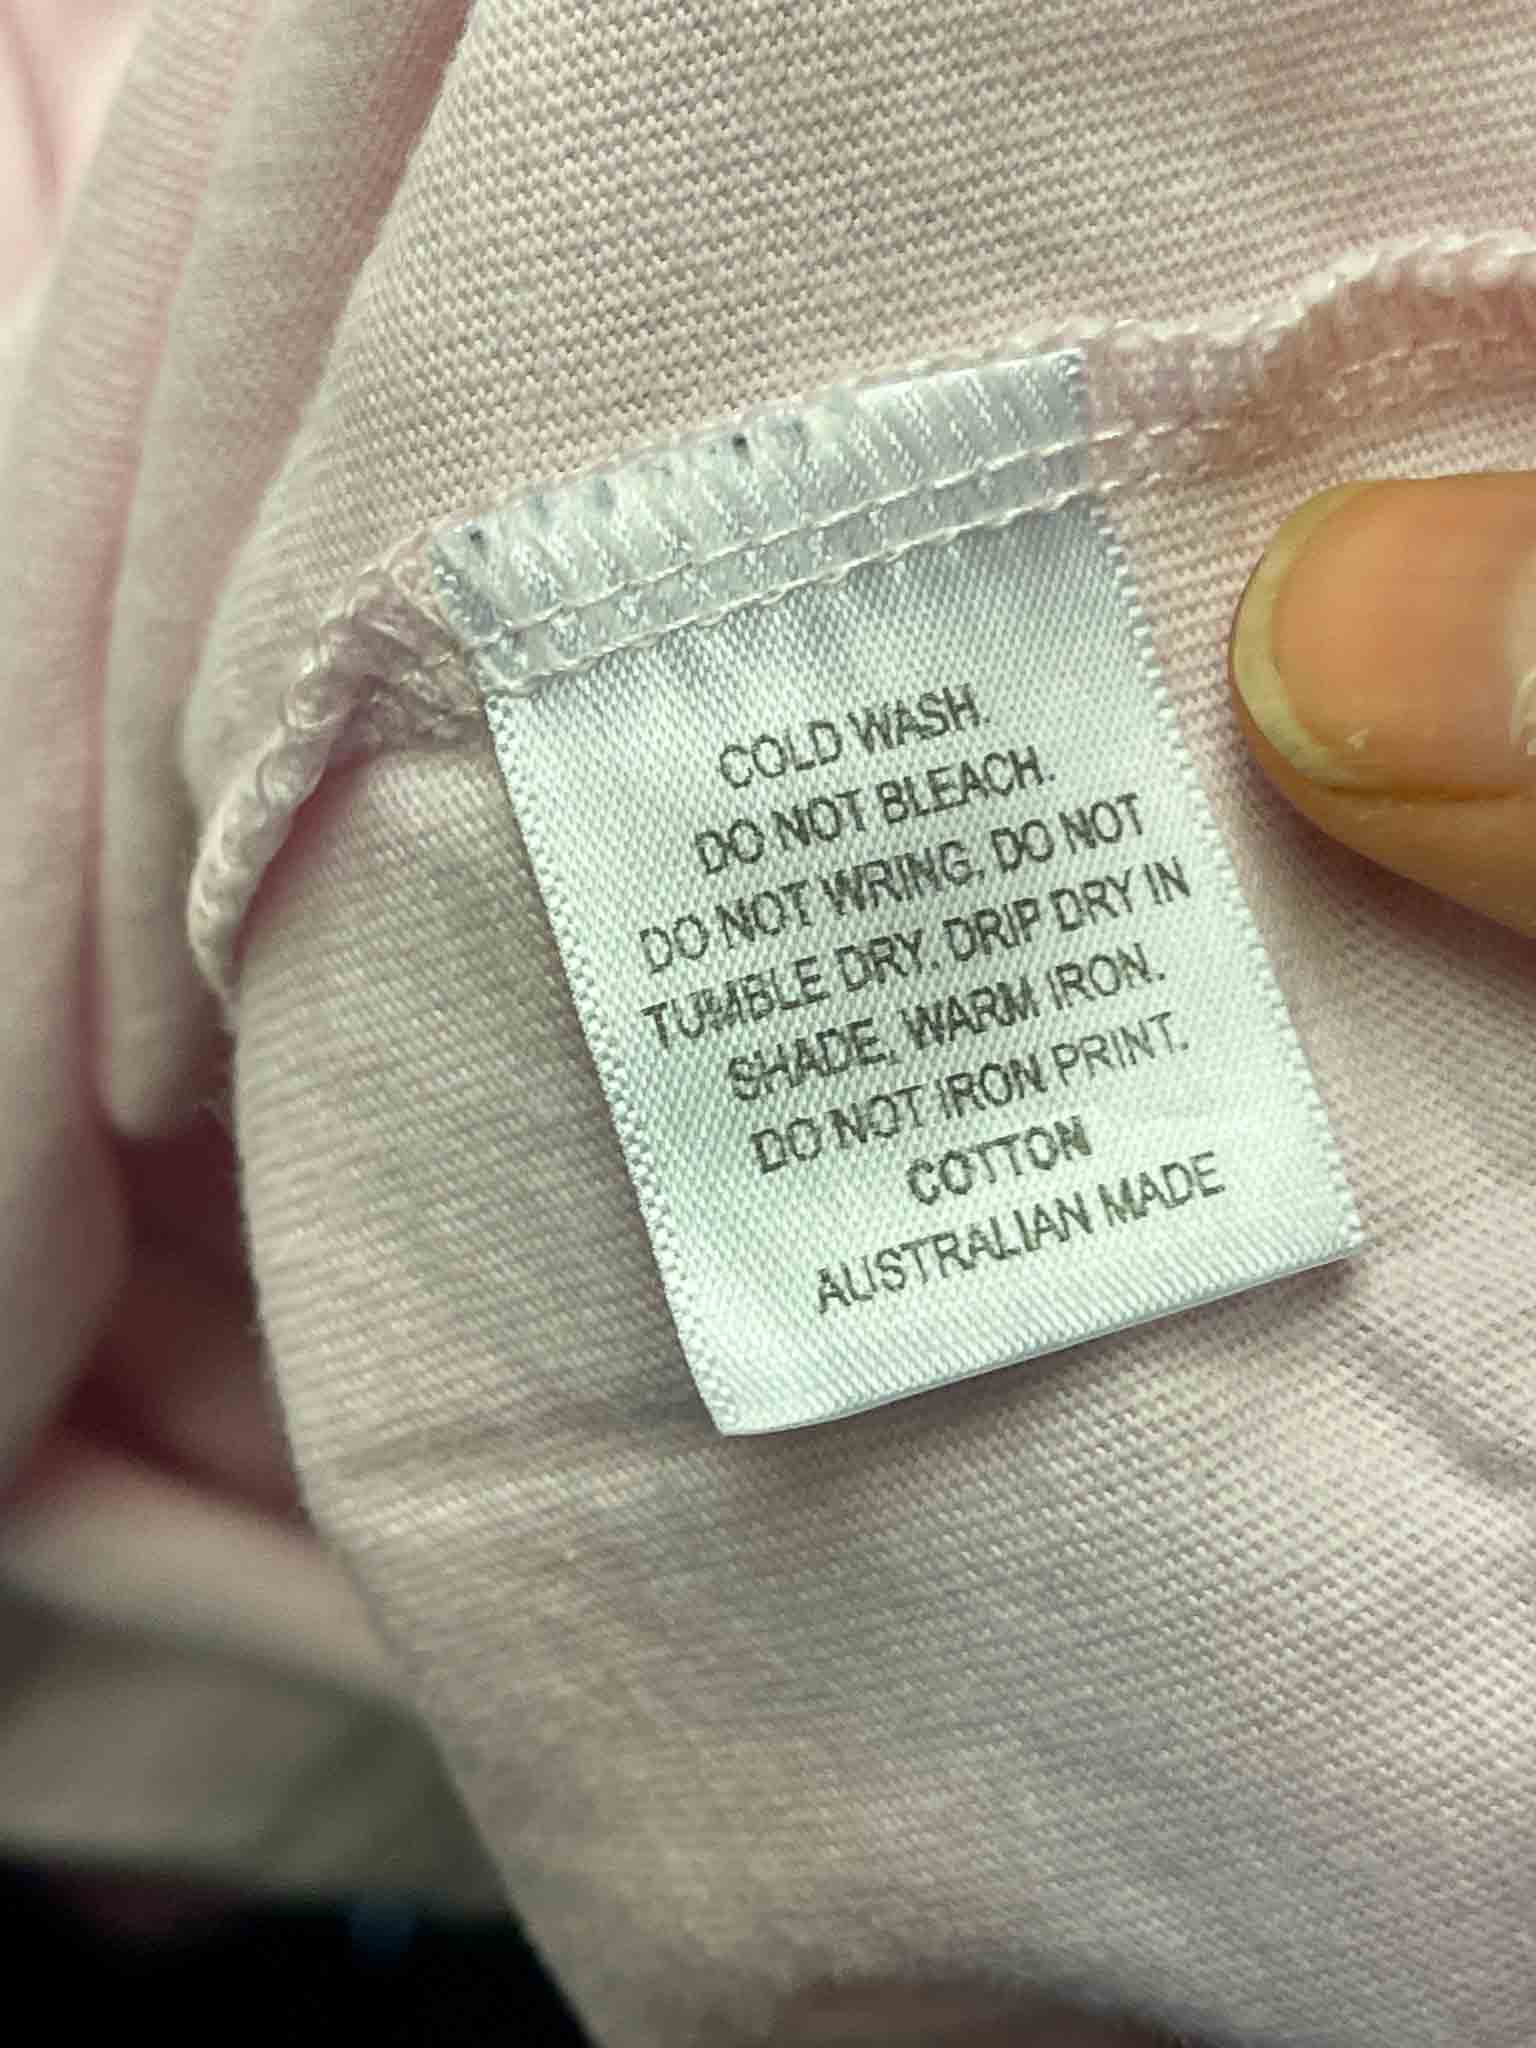 COLD WASH.
DO NOT BLEACH.
DO NOT WRING. DO NOT
TUMBLE DRY. DRIP DRY IN
SHADE. WARM IRON.
DO NOT IRON PRINT.
COTTON
AUSTRALIAN MADE